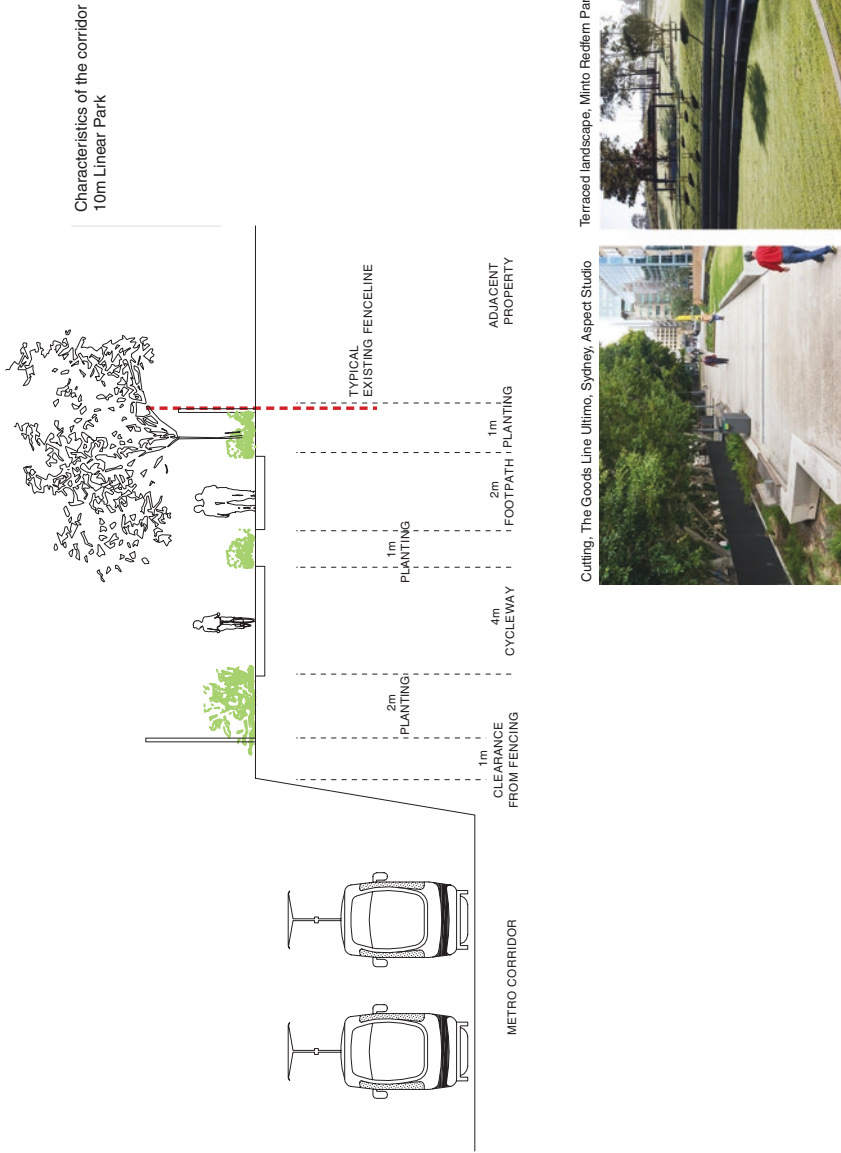 Characteristics of the corridor
10m Linear Park
TYPICAL
EXISTING FENCELINE
METRO CORRIDOR
1m
CLEARANCE
FROM FENCING
2m
PLANTING
4m
CYCLEWAY
1m
PLANTING
2m
FOOTPATH
1m
PLANTING
ADJACENT
PROPERTY
Cutting, The Goods Line Ultimo, Sydney, Aspect Studio
Terraced landscape, Minto Redfern Par